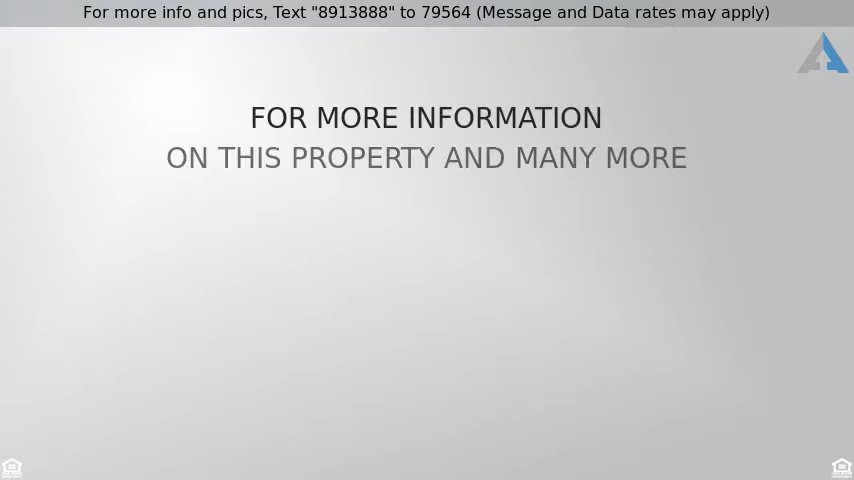 For more info and pics, Text "8913888" to 79564 (Message and Data rates may apply)
FOR MORE INFORMATION
ON THIS PROPERTY AND MANY MORE